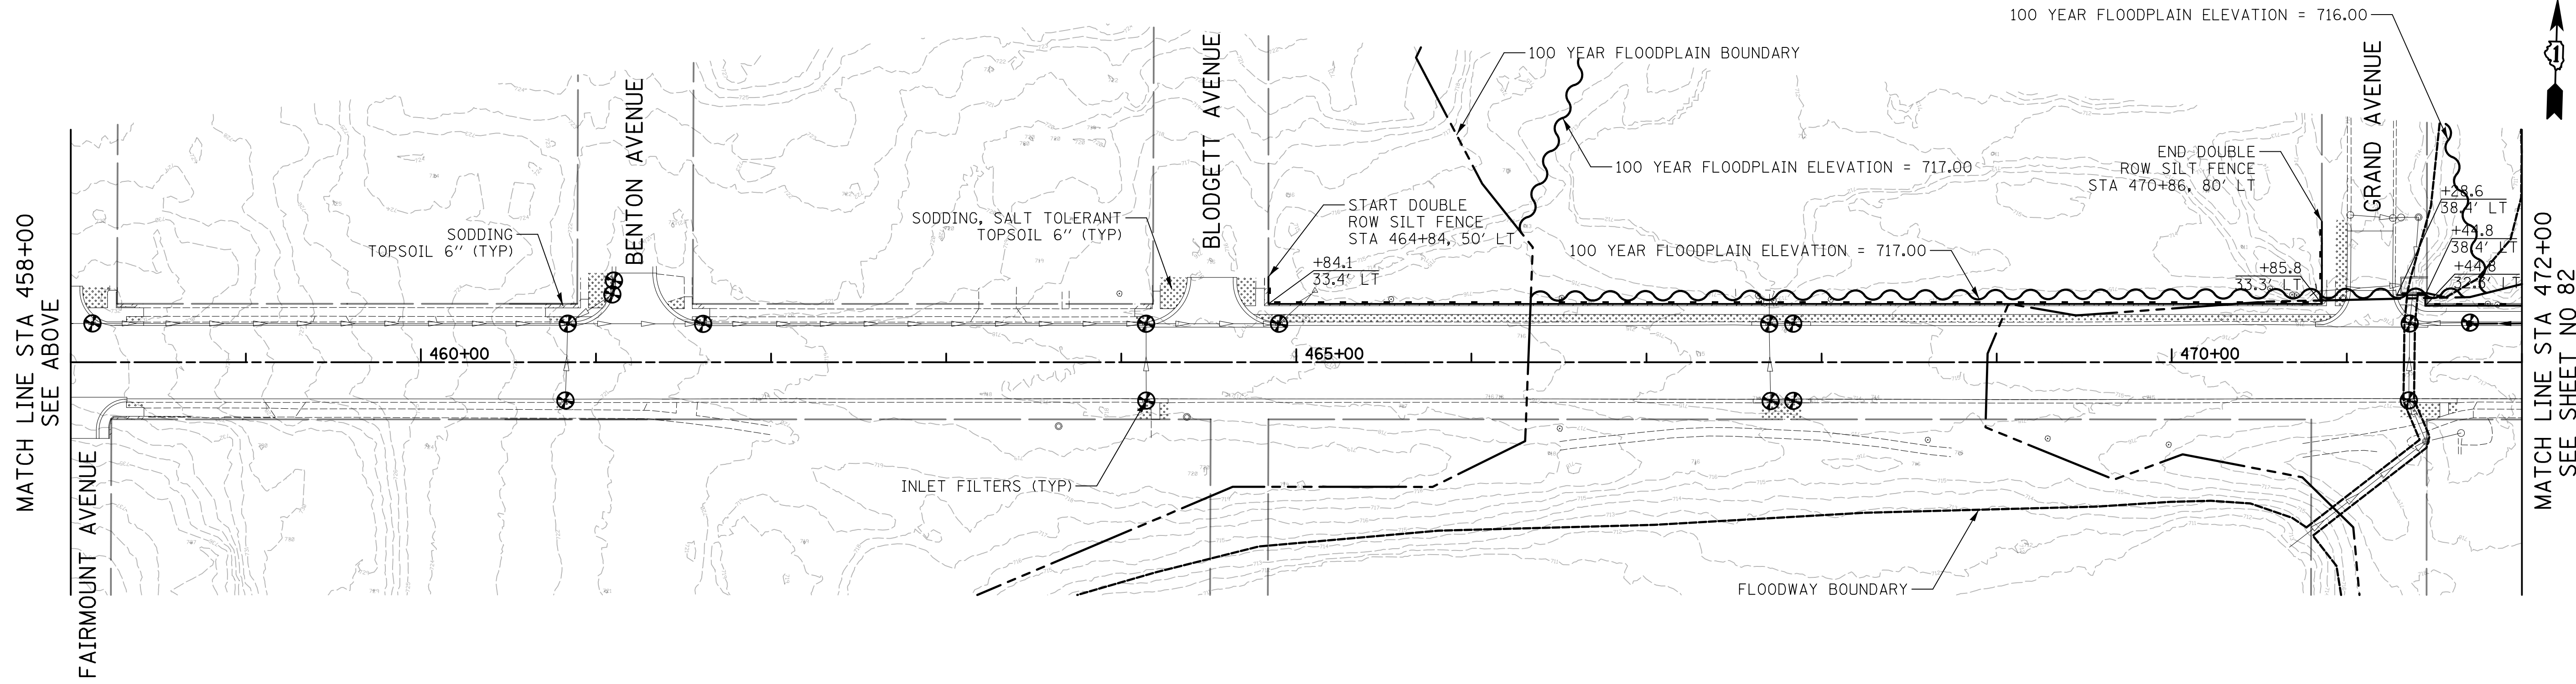 100 YEAR FLOODPLAIN ELEVATION = 716.00
100 YEAR FLOODPLAIN BOUNDARY
BENTON AVENUE
BLODGETT AVENUE
GRAND AVENUE
100 YEAR FLOODPLAIN ELEVATION = 717.00
END DOUBLE
ROW SILT FENCE
STA 470+86, 80' LT
MATCH LINE STA 458+00
SEE ABOVE
SODDING
TOPSOIL 6'' (TYP)
SODDING, SALT TOLERANT
TOPSOIL 6'' (TYP)
START DOUBLE
ROW SILT FENCE
STA 464+84, 50' LT
+84.1
33.4' LT
100 YEAR FLOODPLAIN ELEVATION = 717.00
+85.8
33.3' LT
+28.6
38.4' LT
+44.8
38.4' LT
MATCH LINE STA 472+00
SEE SHEET NO 82
460+00
465+00
470+00
FAIRMOUNT AVENUE
INLET FILTERS (TYP)
FLOODWAY BOUNDARY